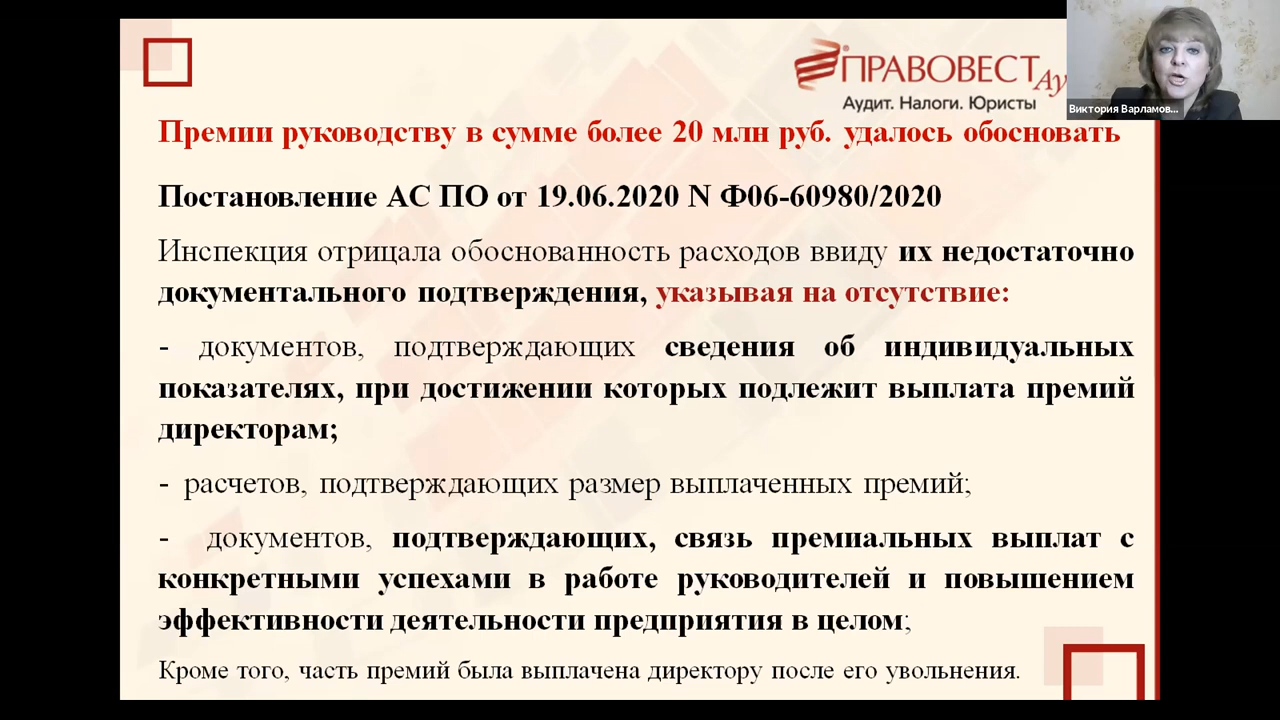 ПРАВОВЕСТ Ау
Аудит. Налоги. Юристы
Виктория Варламов...
Премии руководству в сумме более 20 млн руб. удалось обосновать
Постановление АС ПО от 19.06.2020 N Ф06-60980/2020
Инспекция отрицала обоснованность расходов ввиду их недостаточно
документального подтверждения, указывая на отсутствие:
- документов, подтверждающих сведения об индивидуальных
показателях, при достижении которых подлежит выплата премий
директорам;
- расчетов, подтверждающих размер выплаченных премий;
- документов, подтверждающих, связь премиальных выплат с
конкретными успехами в работе руководителей и повышением
эффективности деятельности предприятия в целом;
Кроме того, часть премий была выплачена директору после его увольнения.